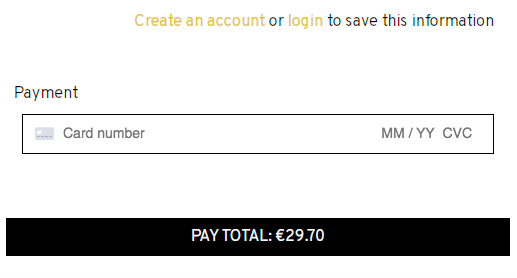 Create an account or login to save this information
Payment
Card number MM / YY CVC
PAY TOTAL: €29.70